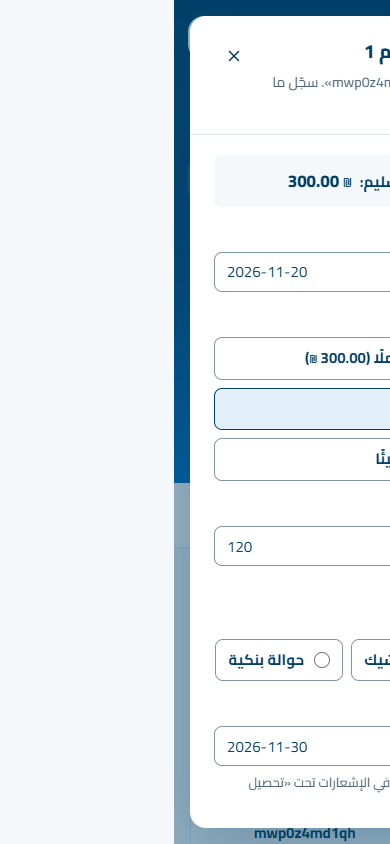 م 1
mwp0z4m». سجّل ما
سليم: ₪ 300.00
2026-11-20
ملًا (300.00 ₪)
يئًا
120
شيك
حوالة بنكية
2026-11-30
في الإشعارات تحت «تحصيل
mwp0z4md1qh